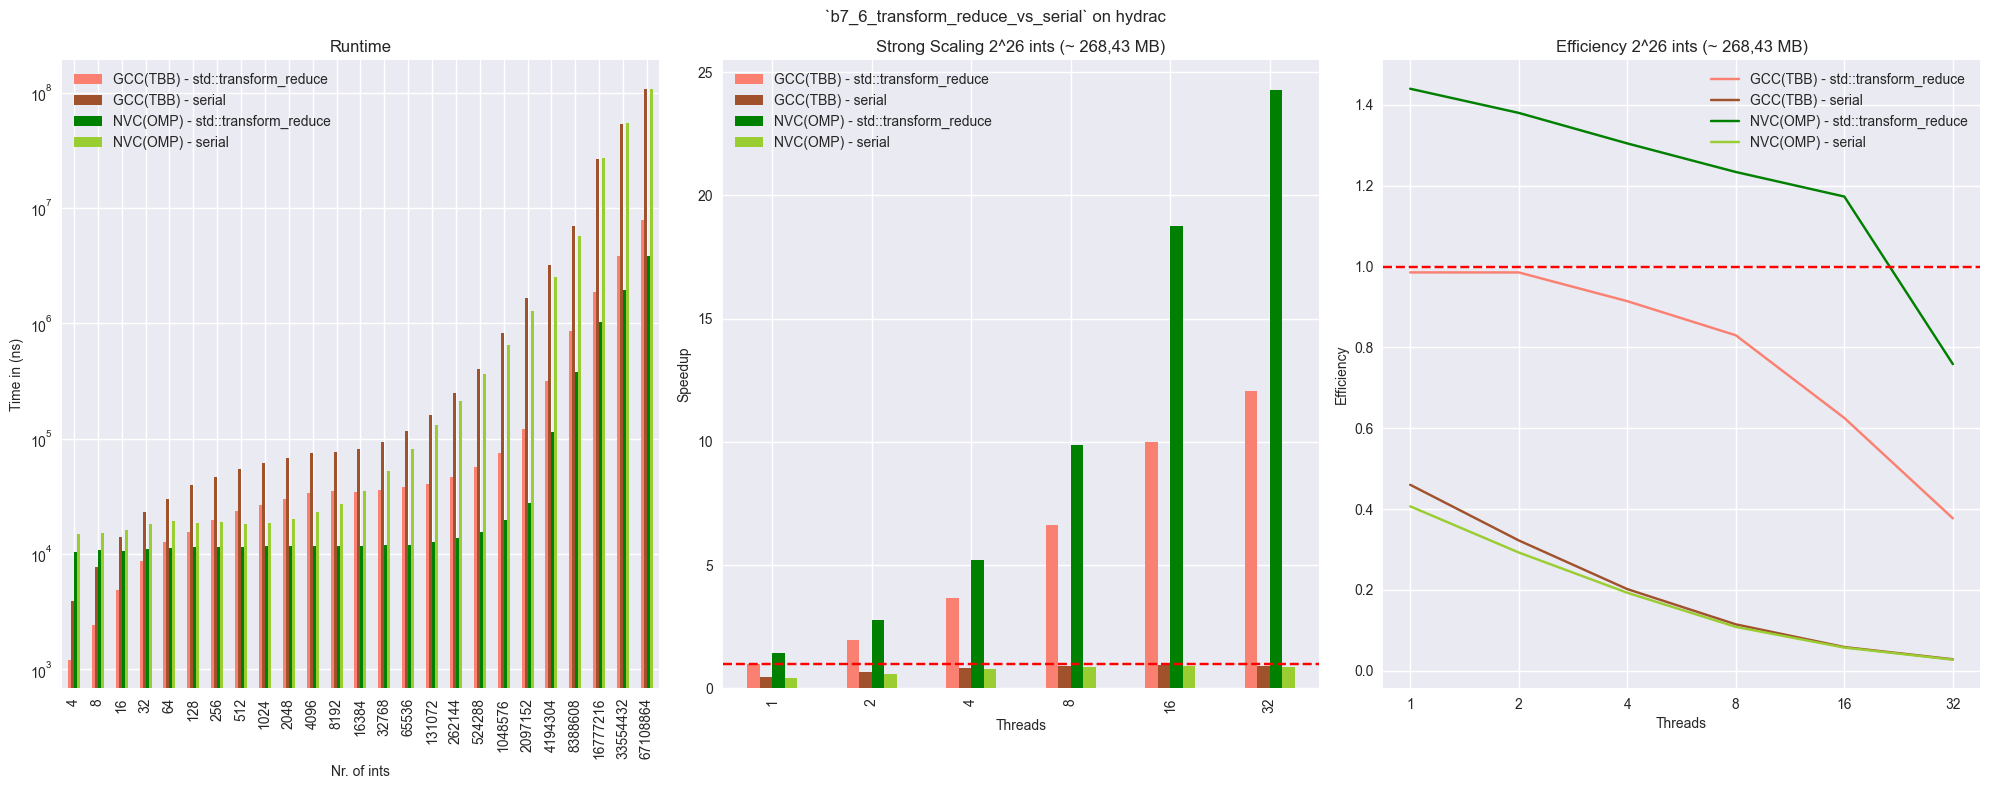 `b7_6_transform_reduce_vs_serial` on hydrac
Runtime
GCC(TBB) - std::transform_reduce
GCC(TBB) - serial
NVC(OMP) - std::transform_reduce
NVC(OMP) - serial
Time in (ns)
10^8
10^7
10^6
10^5
10^4
10^3
4 8 16 32 64 128 256 512 1024 2048 4096 8192 16384 32768 65536 131072 262144 524288 1048576 2097152 4194304 8388608 16777216 33554432 67108864
Nr. of ints
Strong Scaling 2^26 ints (~ 268,43 MB)
GCC(TBB) - std::transform_reduce
GCC(TBB) - serial
NVC(OMP) - std::transform_reduce
NVC(OMP) - serial
Speedup
25
20
15
10
5
0
1 2 4 8 16 32
Threads
Efficiency 2^26 ints (~ 268,43 MB)
GCC(TBB) - std::transform_reduce
GCC(TBB) - serial
NVC(OMP) - std::transform_reduce
NVC(OMP) - serial
Efficiency
1.4
1.2
1.0
0.8
0.6
0.4
0.2
0.0
1 2 4 8 16 32
Threads